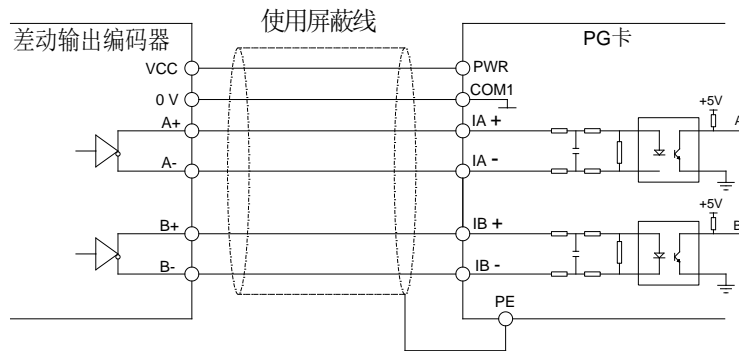 使用屏蔽线
差动输出编码器
PG卡
VCC
PWR
0 V
COM1
+5V
A+
IA +
A
A-
IA -
+5V
B+
IB +
B
B-
IB -
PE